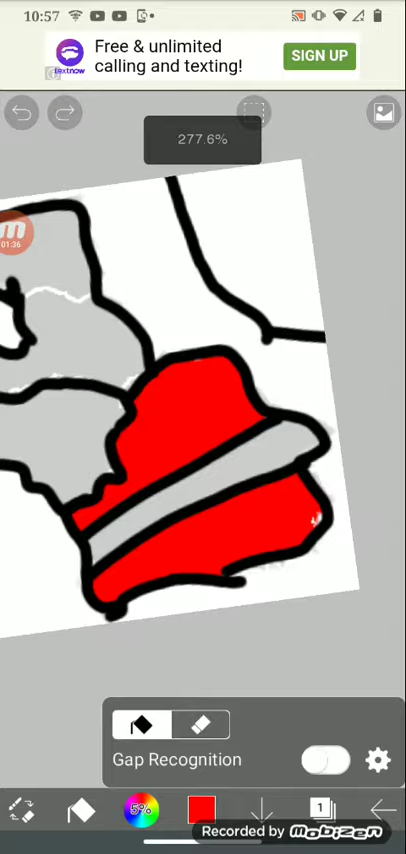 10:57
Free & unlimited
calling and texting!
SIGN UP
textnow
277.6%
01:36
Gap Recognition
5%
1
Recorded by Mobizen